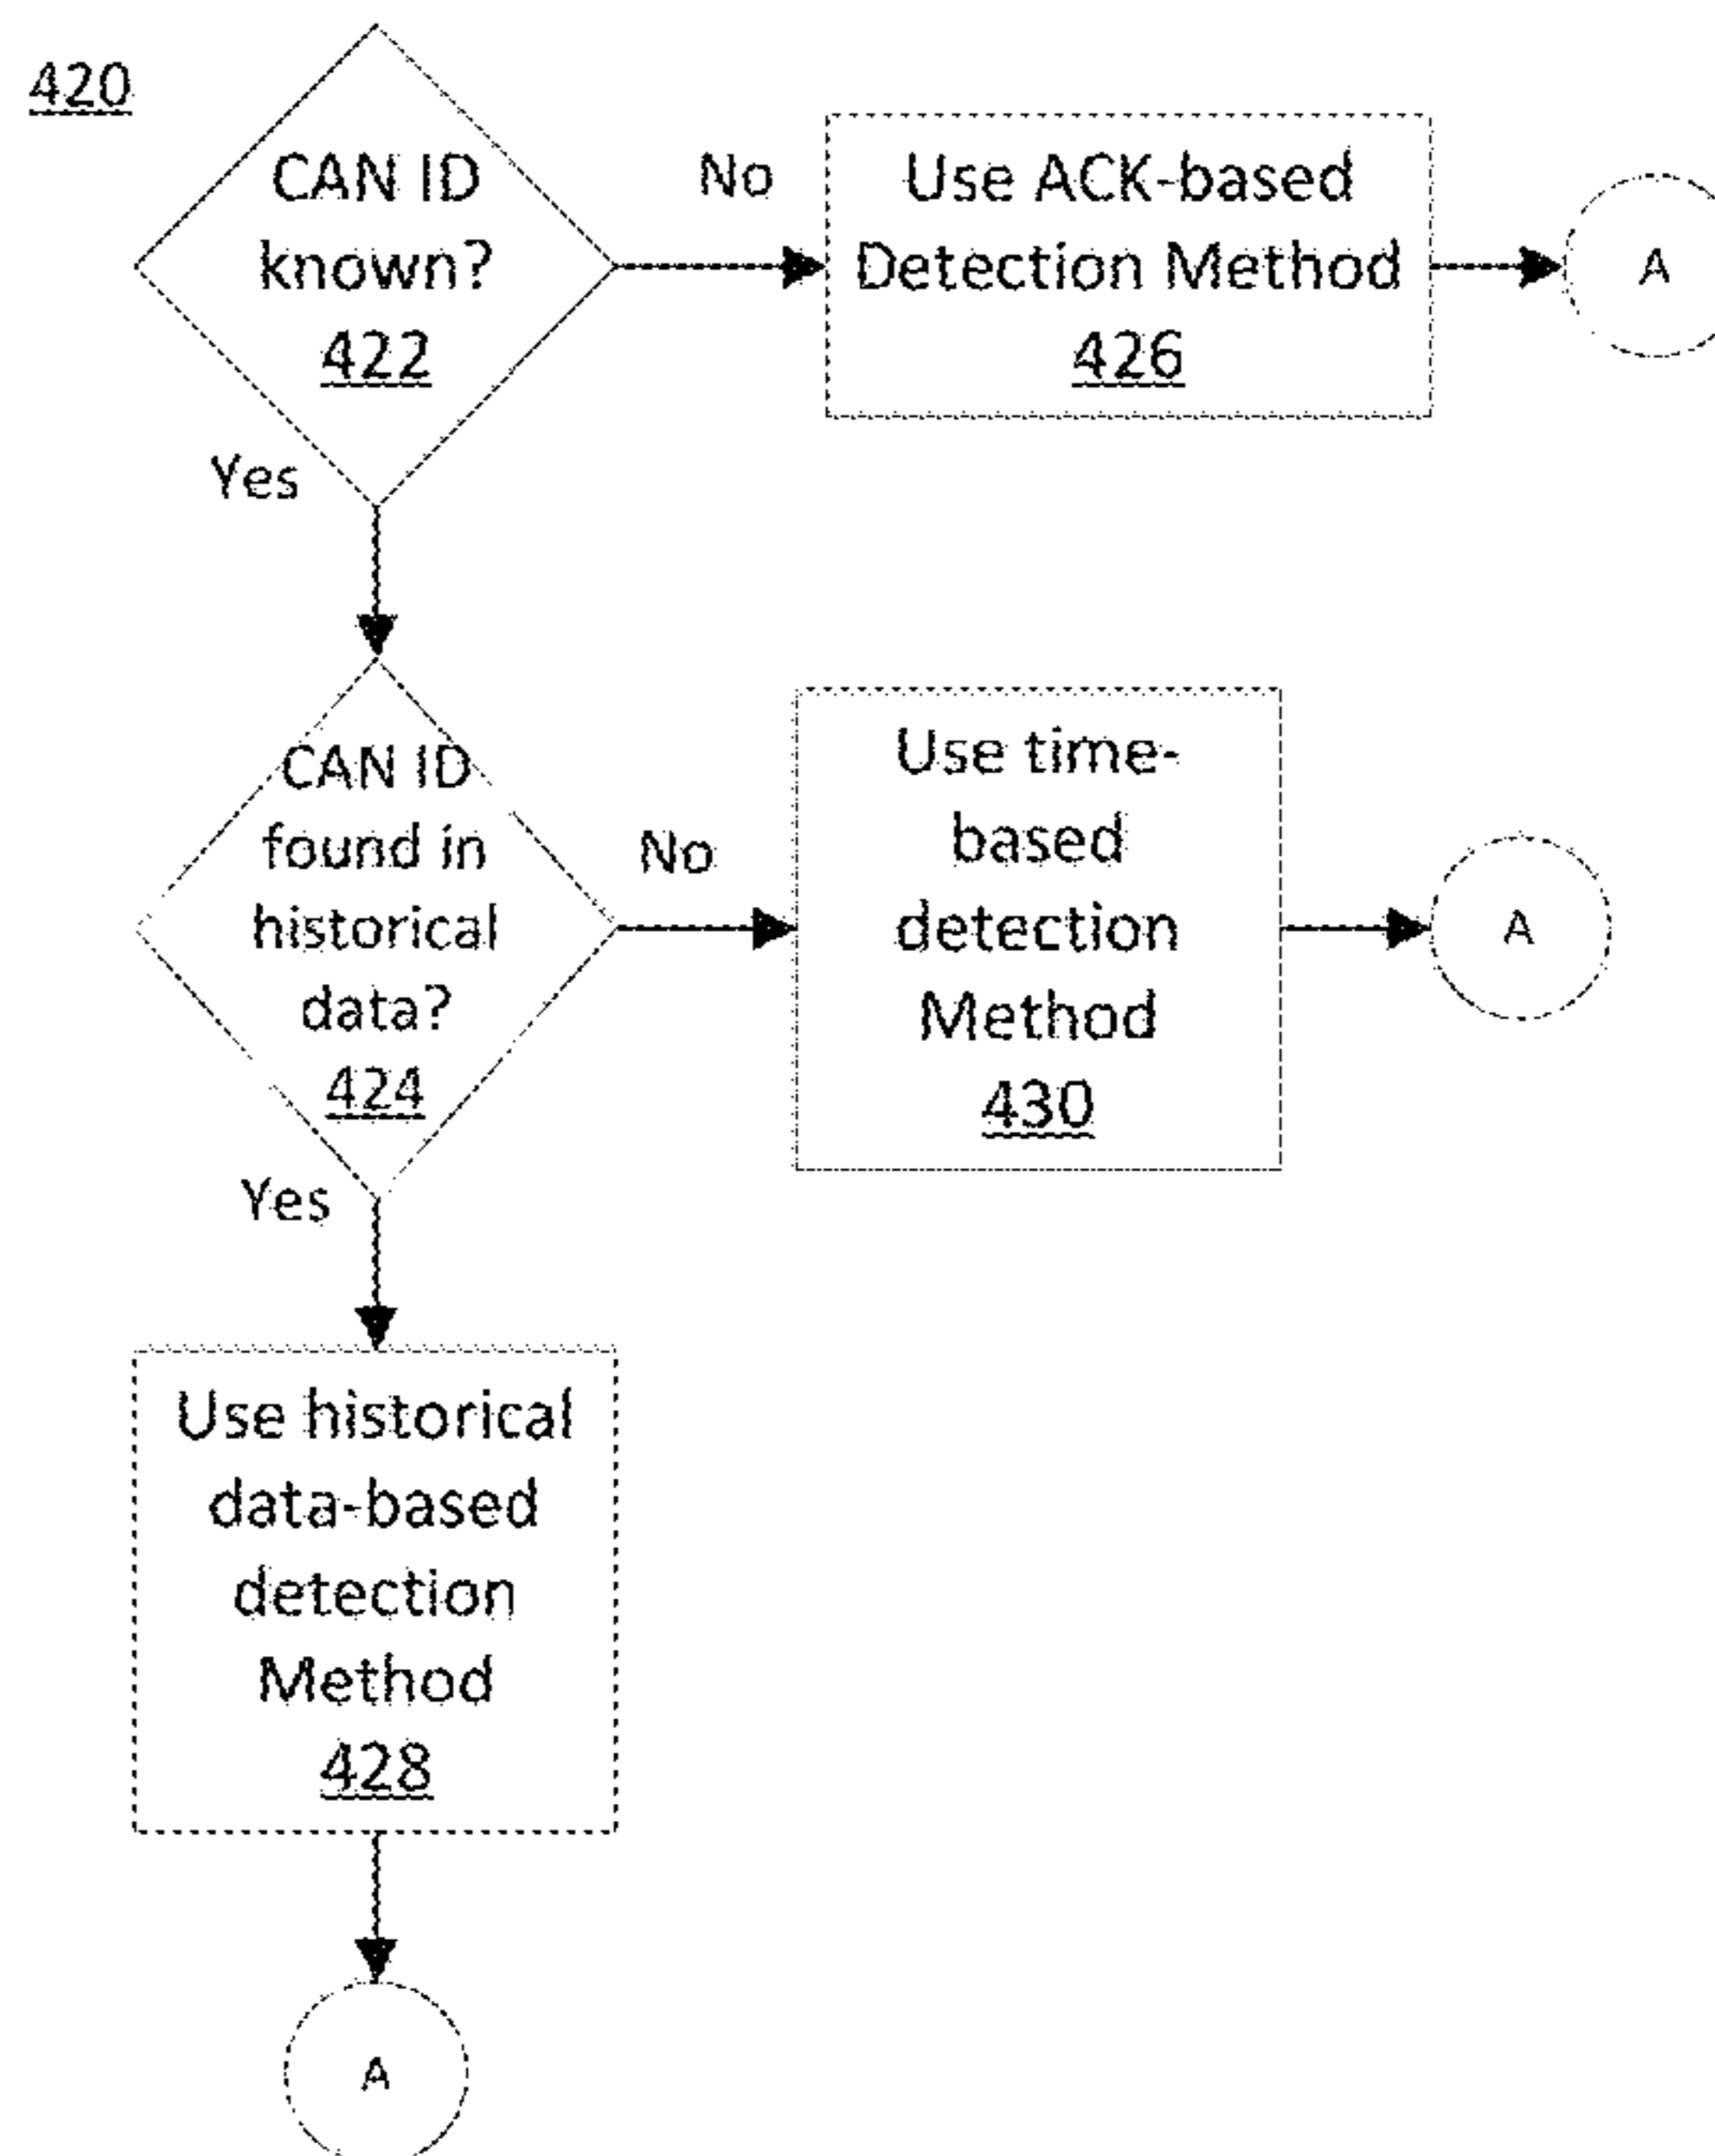 420
CAN ID
known?
422
No
Use ACK-based
Detection Method
426
A
Yes
CAN ID
found in
historical
data?
424
No
Use time-
based
detection
Method
430
A
Yes
Use historical
data-based
detection
Method
428
A